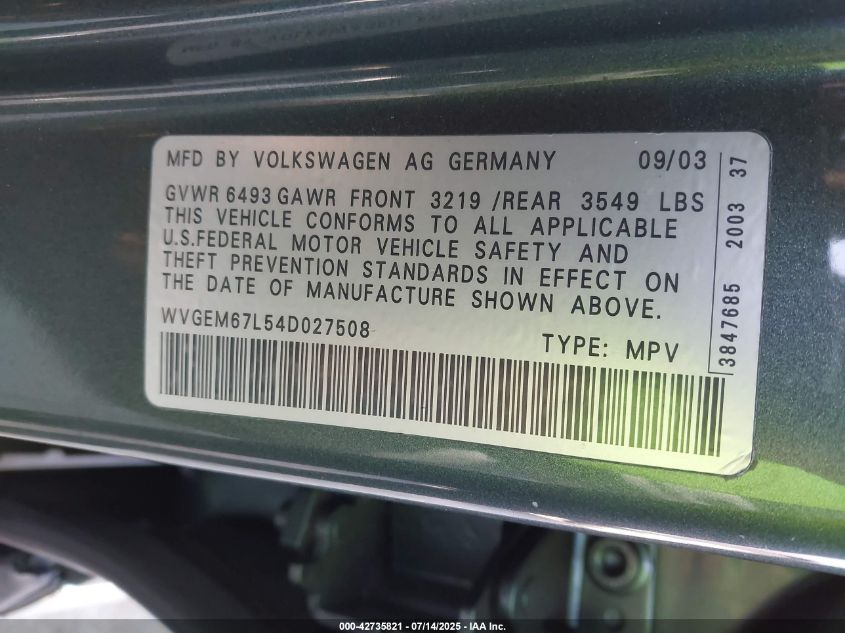 MFD BY VOLKSWAGEN AG GERMANY 09/03
GVWR 6493 GAWR FRONT 3219 /REAR 3549 LBS
THIS VEHICLE CONFORMS TO ALL APPLICABLE
U.S.FEDERAL MOTOR VEHICLE SAFETY AND
THEFT PREVENTION STANDARDS IN EFFECT ON
THE DATE OF MANUFACTURE SHOWN ABOVE.
WVGEM67L54D027508
TYPE: MPV
3847685 2003 37
000-42735821 - 07/14/2025 - IAA Inc.